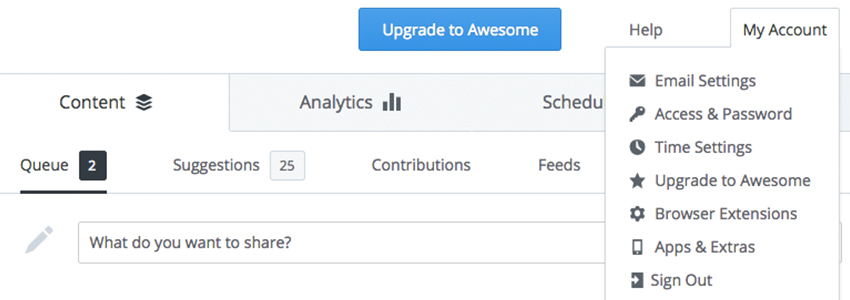 Upgrade to Awesome
Help
My Account
Content
Analytics
Schedu
Queue 2
Suggestions 25
Contributions
Feeds
What do you want to share?
Email Settings
Access & Password
Time Settings
Upgrade to Awesome
Browser Extensions
Apps & Extras
Sign Out